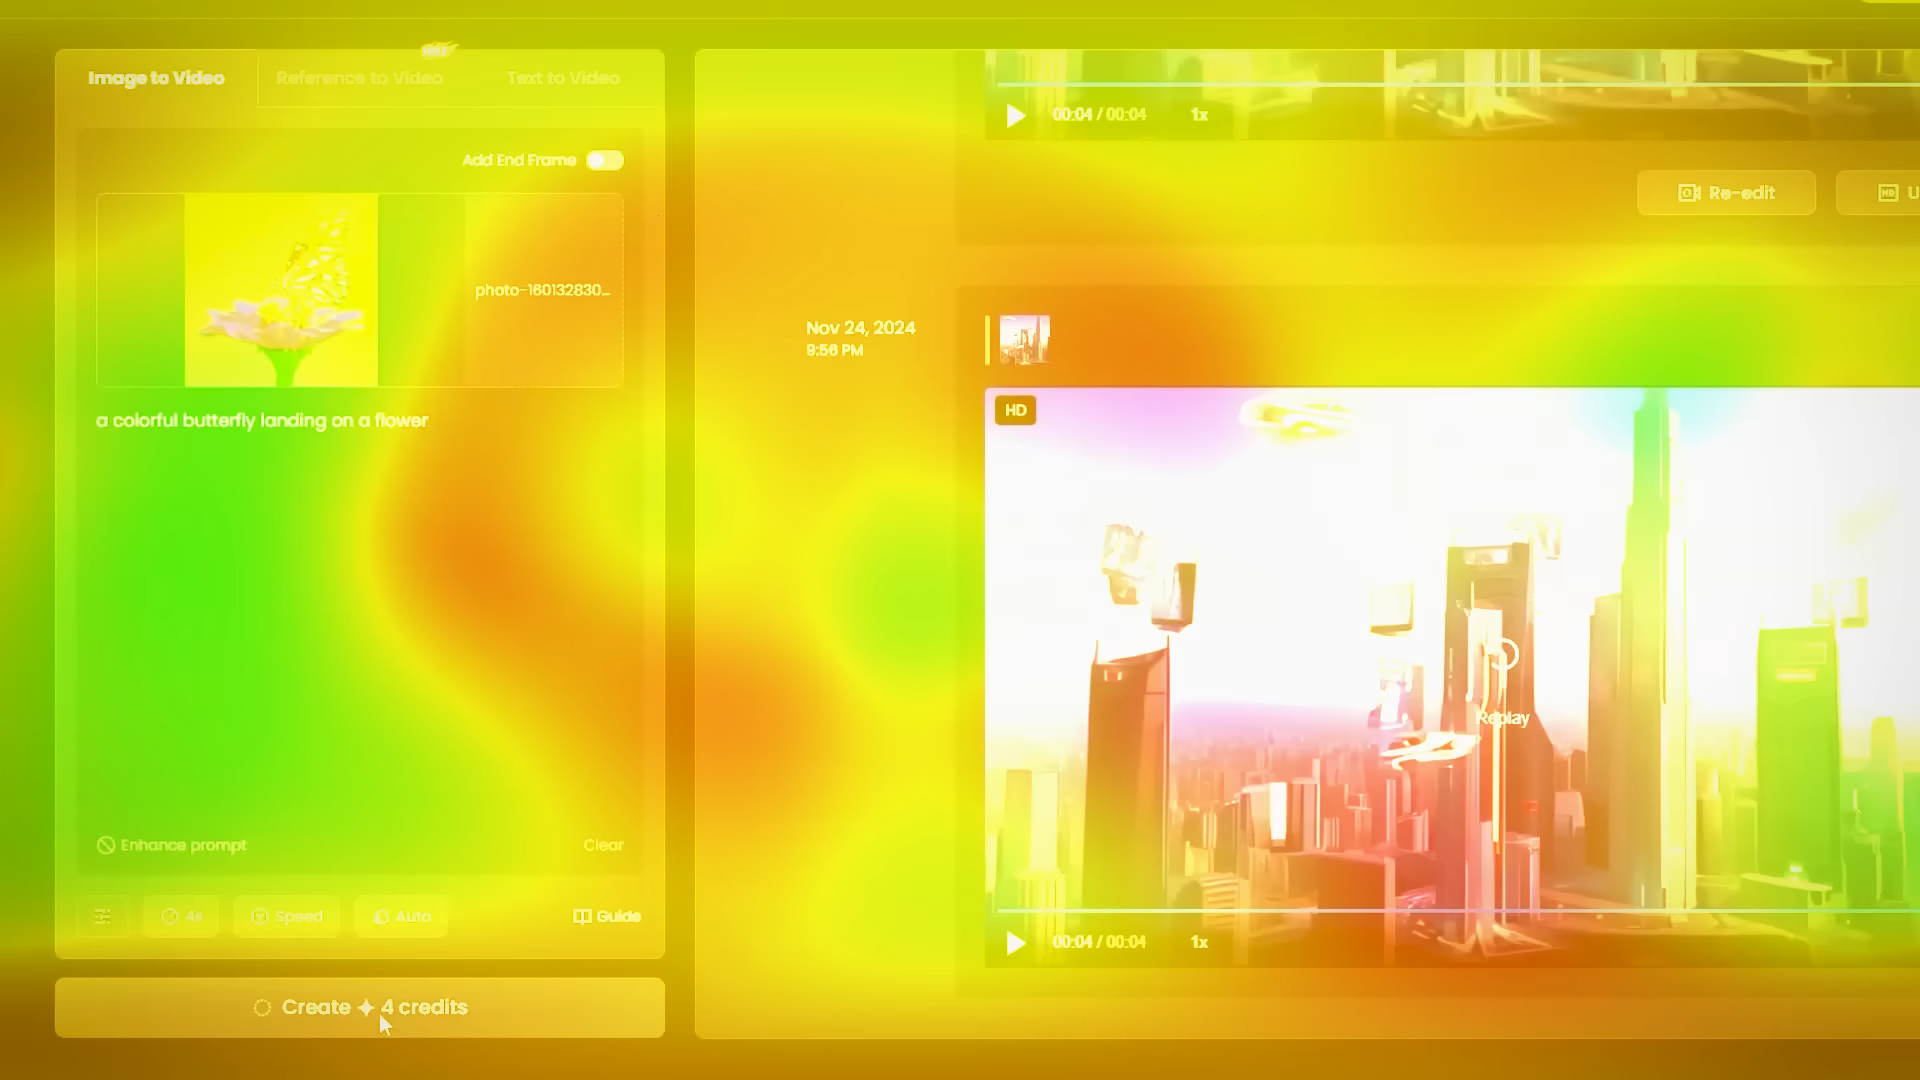 Image to Video
Reference to Video
Text to Video
Add End Frame
photo-160132830...
a colorful butterfly landing on a flower
Enhance prompt
Clear
4s
Speed
Auto
Guide
Create 4 credits
00:04 / 00:04
1x
Re-edit
HD
U
Nov 24, 2024
9:56 PM
HD
Replay
00:04 / 00:04
1x